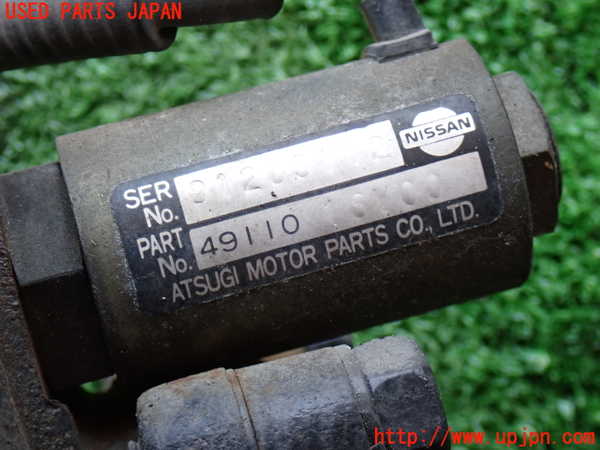 USED PARTS JAPAN
NISSAN
SER
No.
PART
No. 49110
ATSUGI MOTOR PARTS CO., LTD.
http://www.upjpn.com/